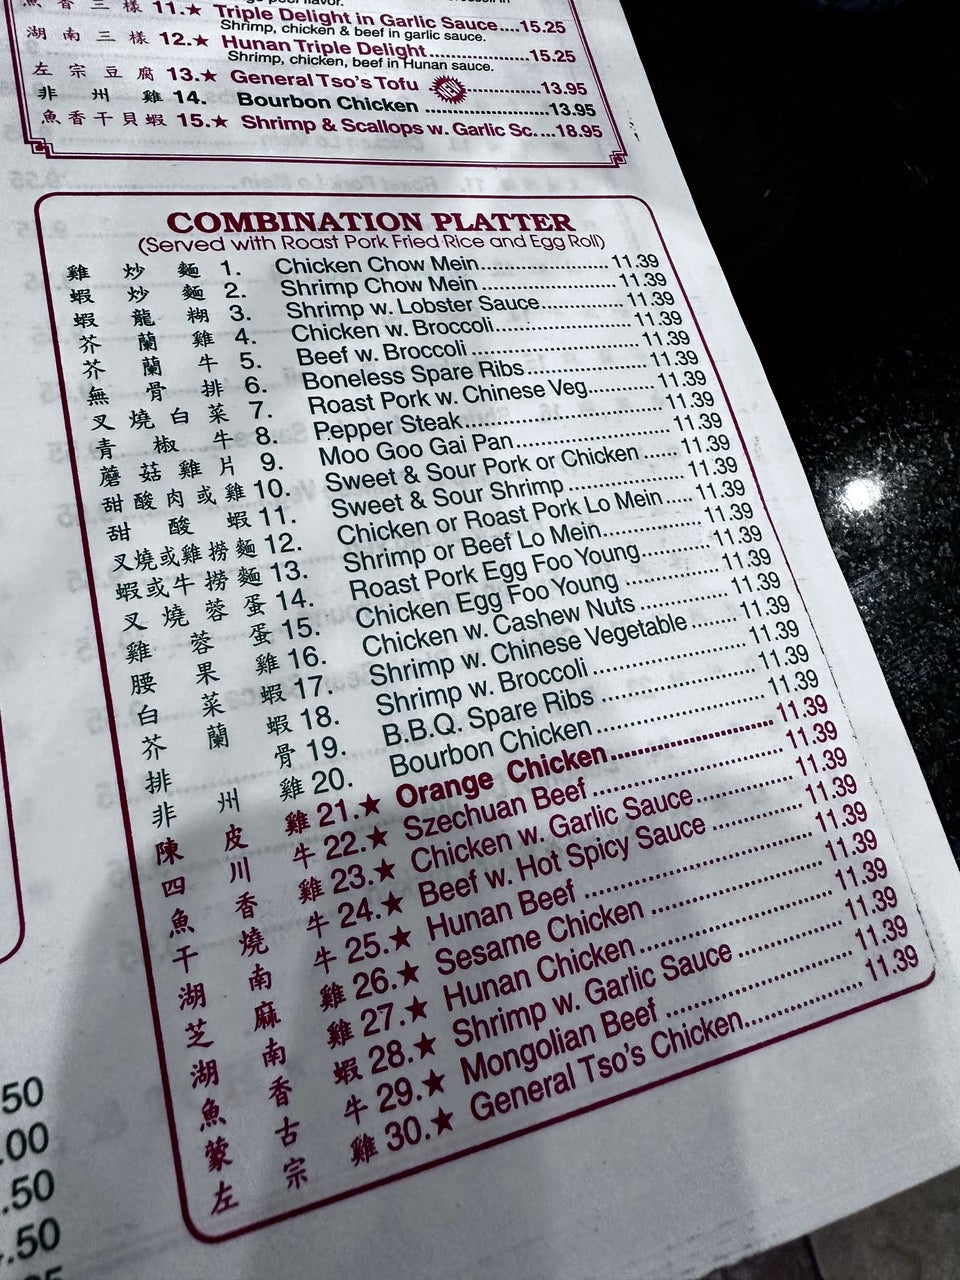 魚香三樣 11.★ Triple Delight in Garlic Sauce....15.25
Shrimp, chicken & beef in garlic sauce.
湖南三樣 12.★ Hunan Triple Delight..................15.25
Shrimp, chicken, beef in Hunan sauce.
左宗豆腐 13.★ General Tso's Tofu NEW ...............13.95
非州雞 14. Bourbon Chicken ......................13.95
魚香干貝蝦 15.★ Shrimp & Scallops w. Garlic Sc....18.95
COMBINATION PLATTER
(Served with Roast Pork Fried Rice and Egg Roll)
雞炒麵 1. Chicken Chow Mein......................11.39
蝦炒麵 2. Shrimp Chow Mein ......................11.39
蝦龍糊 3. Shrimp w. Lobster Sauce..............11.39
芥蘭雞 4. Chicken w. Broccoli......................11.39
芥蘭牛 5. Beef w. Broccoli ...........................11.39
無骨排 6. Boneless Spare Ribs....................11.39
叉燒白菜 7. Roast Pork w. Chinese Veg............11.39
青椒牛 8. Pepper Steak..............................11.39
蘑菇雞片 9. Moo Goo Gai Pan........................11.39
甜酸肉或雞 10. Sweet & Sour Pork or Chicken ......11.39
甜酸蝦 11. Sweet & Sour Shrimp ....................11.39
叉燒或雞撈麵 12. Chicken or Roast Pork Lo Mein.....11.39
蝦或牛撈麵 13. Shrimp or Beef Lo Mein................11.39
叉燒蓉蛋 14. Roast Pork Egg Foo Young............11.39
雞蓉蛋 15. Chicken Egg Foo Young ................11.39
腰果雞 16. Chicken w. Cashew Nuts ...............11.39
白菜蝦 17. Shrimp w. Chinese Vegetable ........11.39
芥蘭蝦 18. Shrimp w. Broccoli ......................11.39
排骨 19. B.B.Q. Spare Ribs ......................11.39
非州雞 20. Bourbon Chicken ......................11.39
陳皮雞 21.★ Orange Chicken........................11.39
四川牛 22.★ Szechuan Beef ........................11.39
魚香雞 23.★ Chicken w. Garlic Sauce..............11.39
干燒牛 24.★ Beef w. Hot Spicy Sauce ............11.39
湖南牛 25.★ Hunan Beef ...........................11.39
芝麻雞 26.★ Sesame Chicken ......................11.39
湖南雞 27.★ Hunan Chicken.......................11.39
魚香蝦 28.★ Shrimp w. Garlic Sauce .............11.39
蒙古牛 29.★ Mongolian Beef ......................11.39
左宗雞 30.★ General Tso's Chicken..............11.39
.50
.00
.50
.50